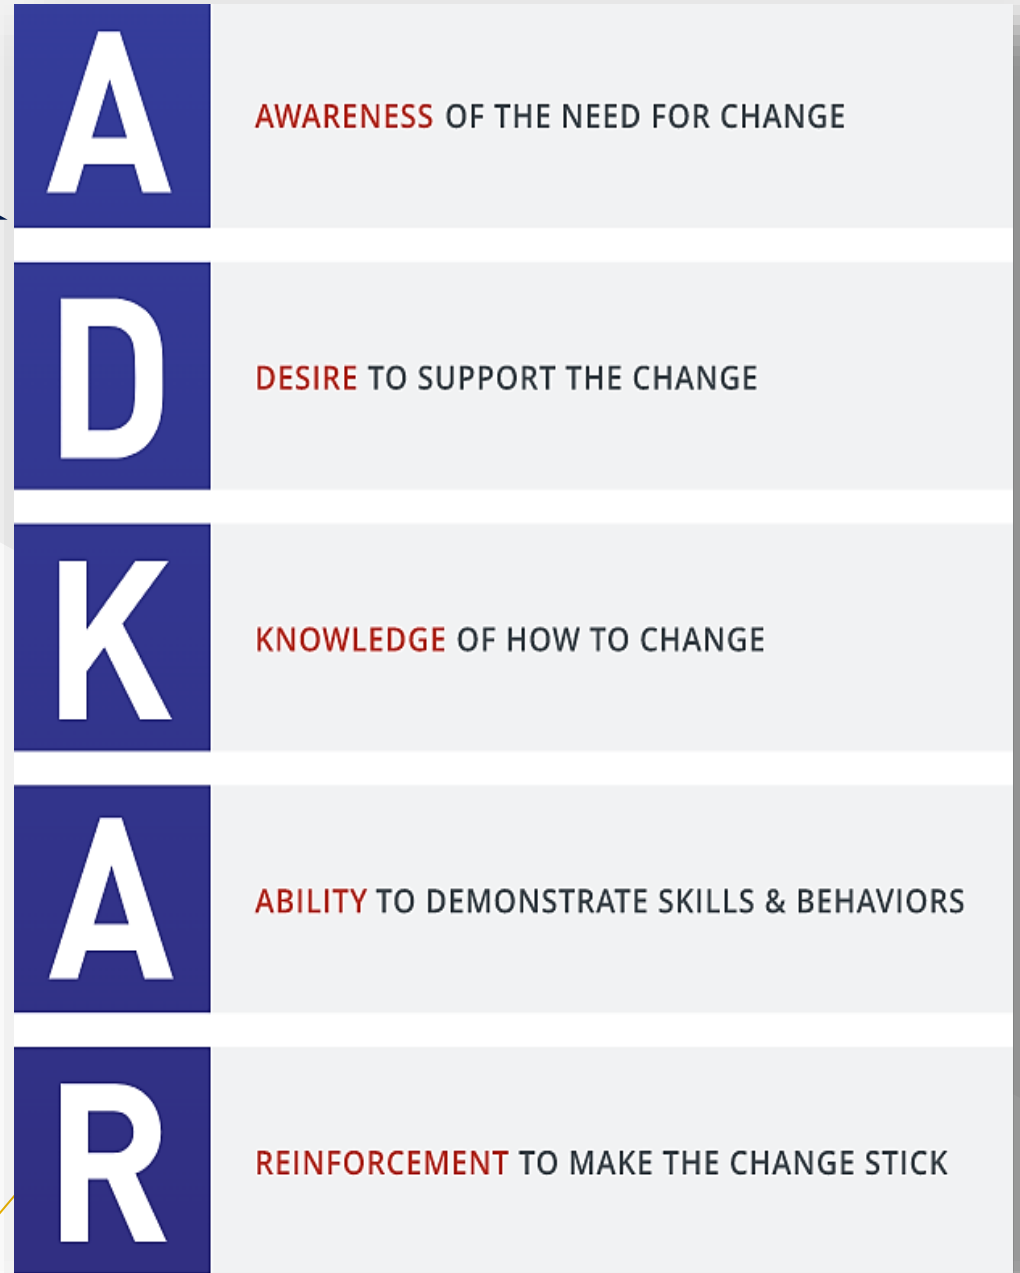 A
AWARENESS OF THE NEED FOR CHANGE
D
DESIRE TO SUPPORT THE CHANGE
K
KNOWLEDGE OF HOW TO CHANGE
A
ABILITY TO DEMONSTRATE SKILLS & BEHAVIORS
R
REINFORCEMENT TO MAKE THE CHANGE STICK